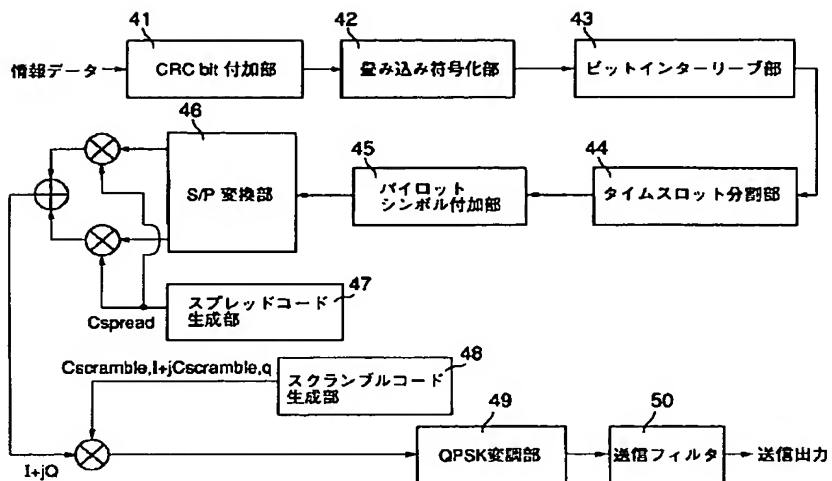 41
42
43
情報データ
CRC bit 付加部
畳み込み符号化部
ビットインターリーブ部
46
45
44
S/P 変換部
パイロット
シンボル付加部
タイムスロット分割部
47
スプレッドコード
生成部
Cspread
48
Cscramble,I+jCscramble,q
スクランブルコード
生成部
49
50
I+jQ
QPSK変調部
送信フィルタ
送信出力